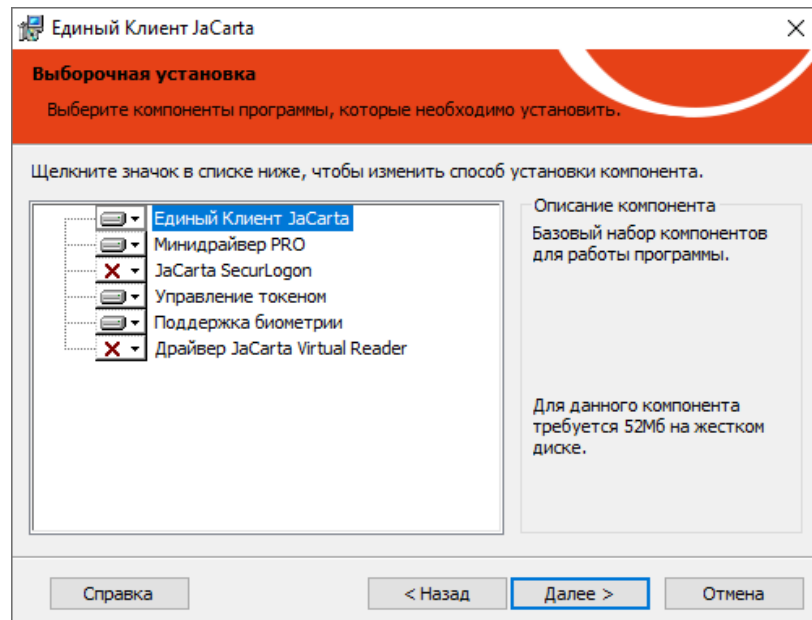 Единый Клиент JaCarta
Выборочная установка
Выберите компоненты программы, которые необходимо установить.
Щелкните значок в списке ниже, чтобы изменить способ установки компонента.
Единый Клиент JaCarta
Минидрайвер PRO
JaCarta SecurLogon
Управление токеном
Поддержка биометрии
Драйвер JaCarta Virtual Reader
Описание компонента
Базовый набор компонентов
для работы программы.
Для данного компонента
требуется 52Мб на жестком
диске.
Справка
< Назад
Далее >
Отмена